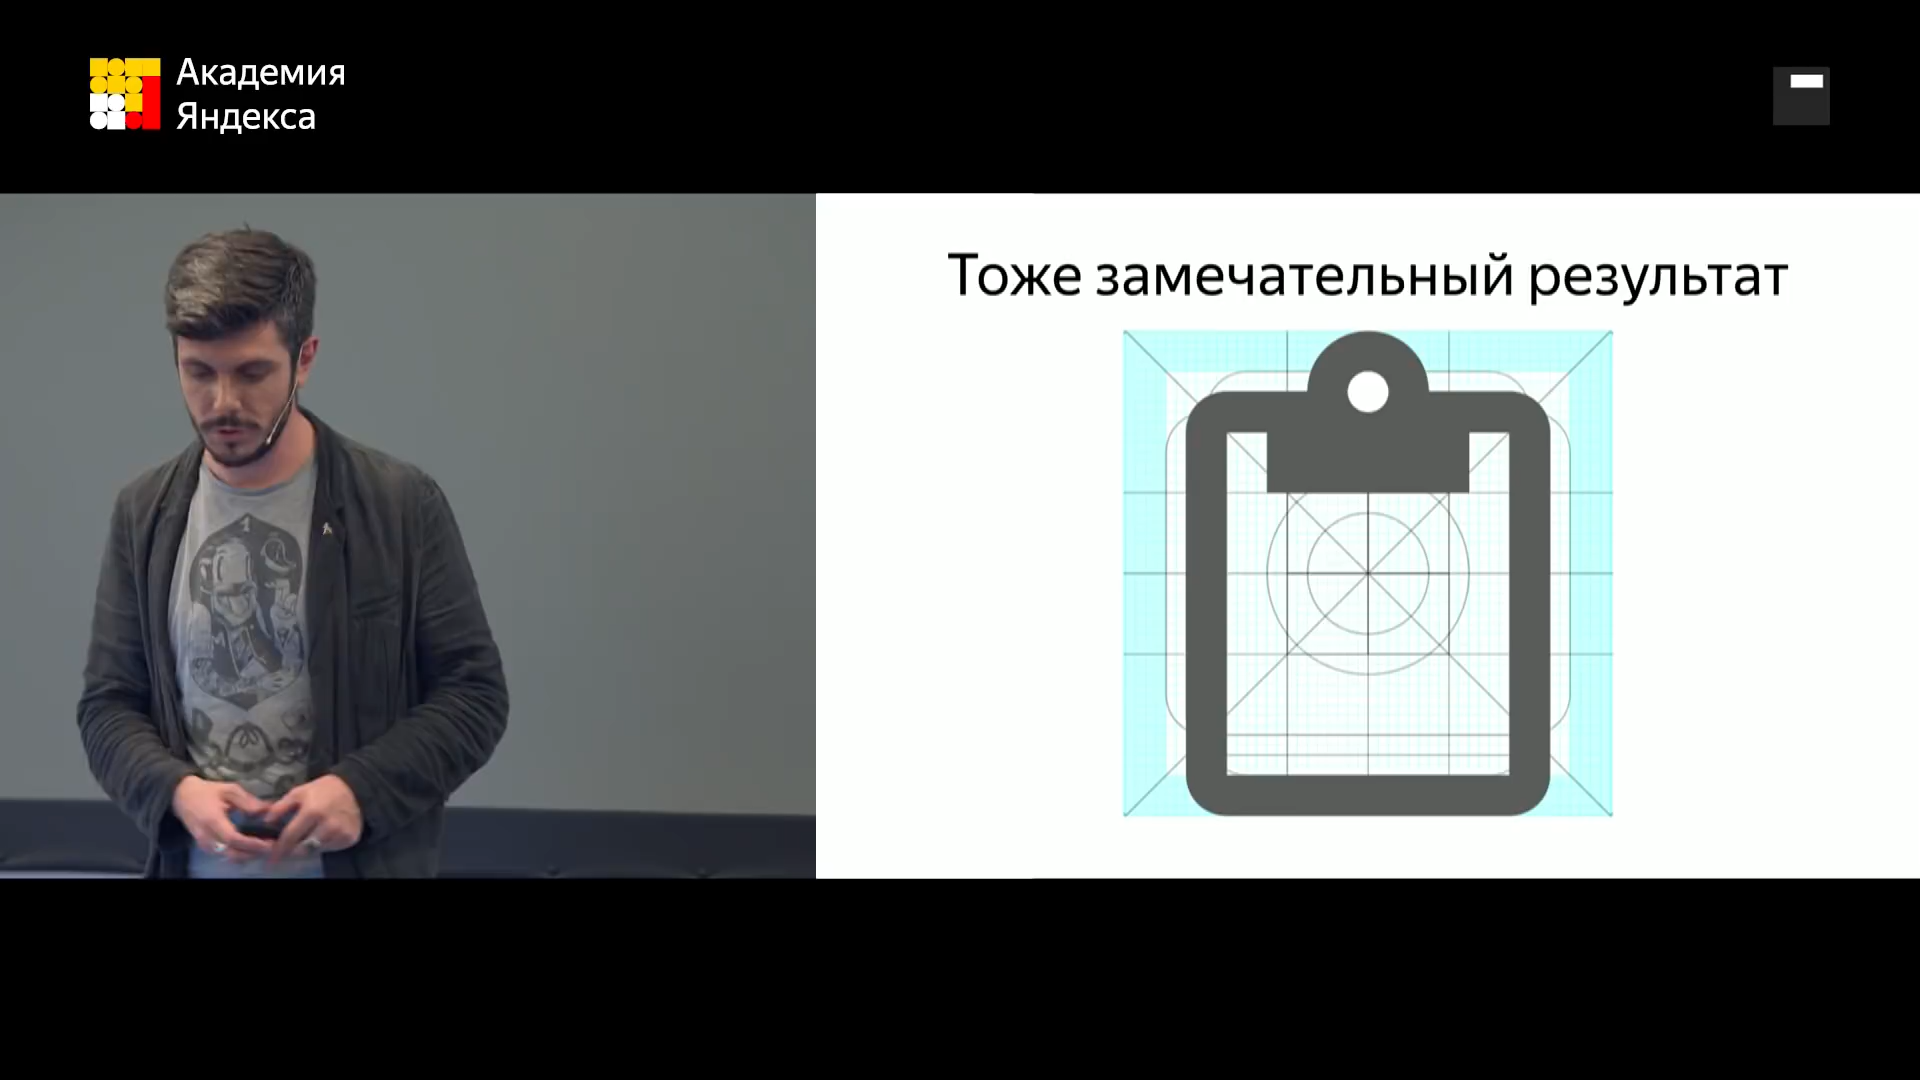 Академия
Яндекса
Тоже замечательный результат